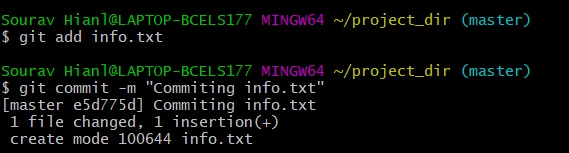 Sourav Hianl@LAPTOP-BCELS177 MINGW64 ~/project_dir (master)
$ git add info.txt
Sourav Hianl@LAPTOP-BCELS177 MINGW64 ~/project_dir (master)
$ git commit -m "Commiting info.txt"
[master e5d775d] Commiting info.txt
 1 file changed, 1 insertion(+)
 create mode 100644 info.txt